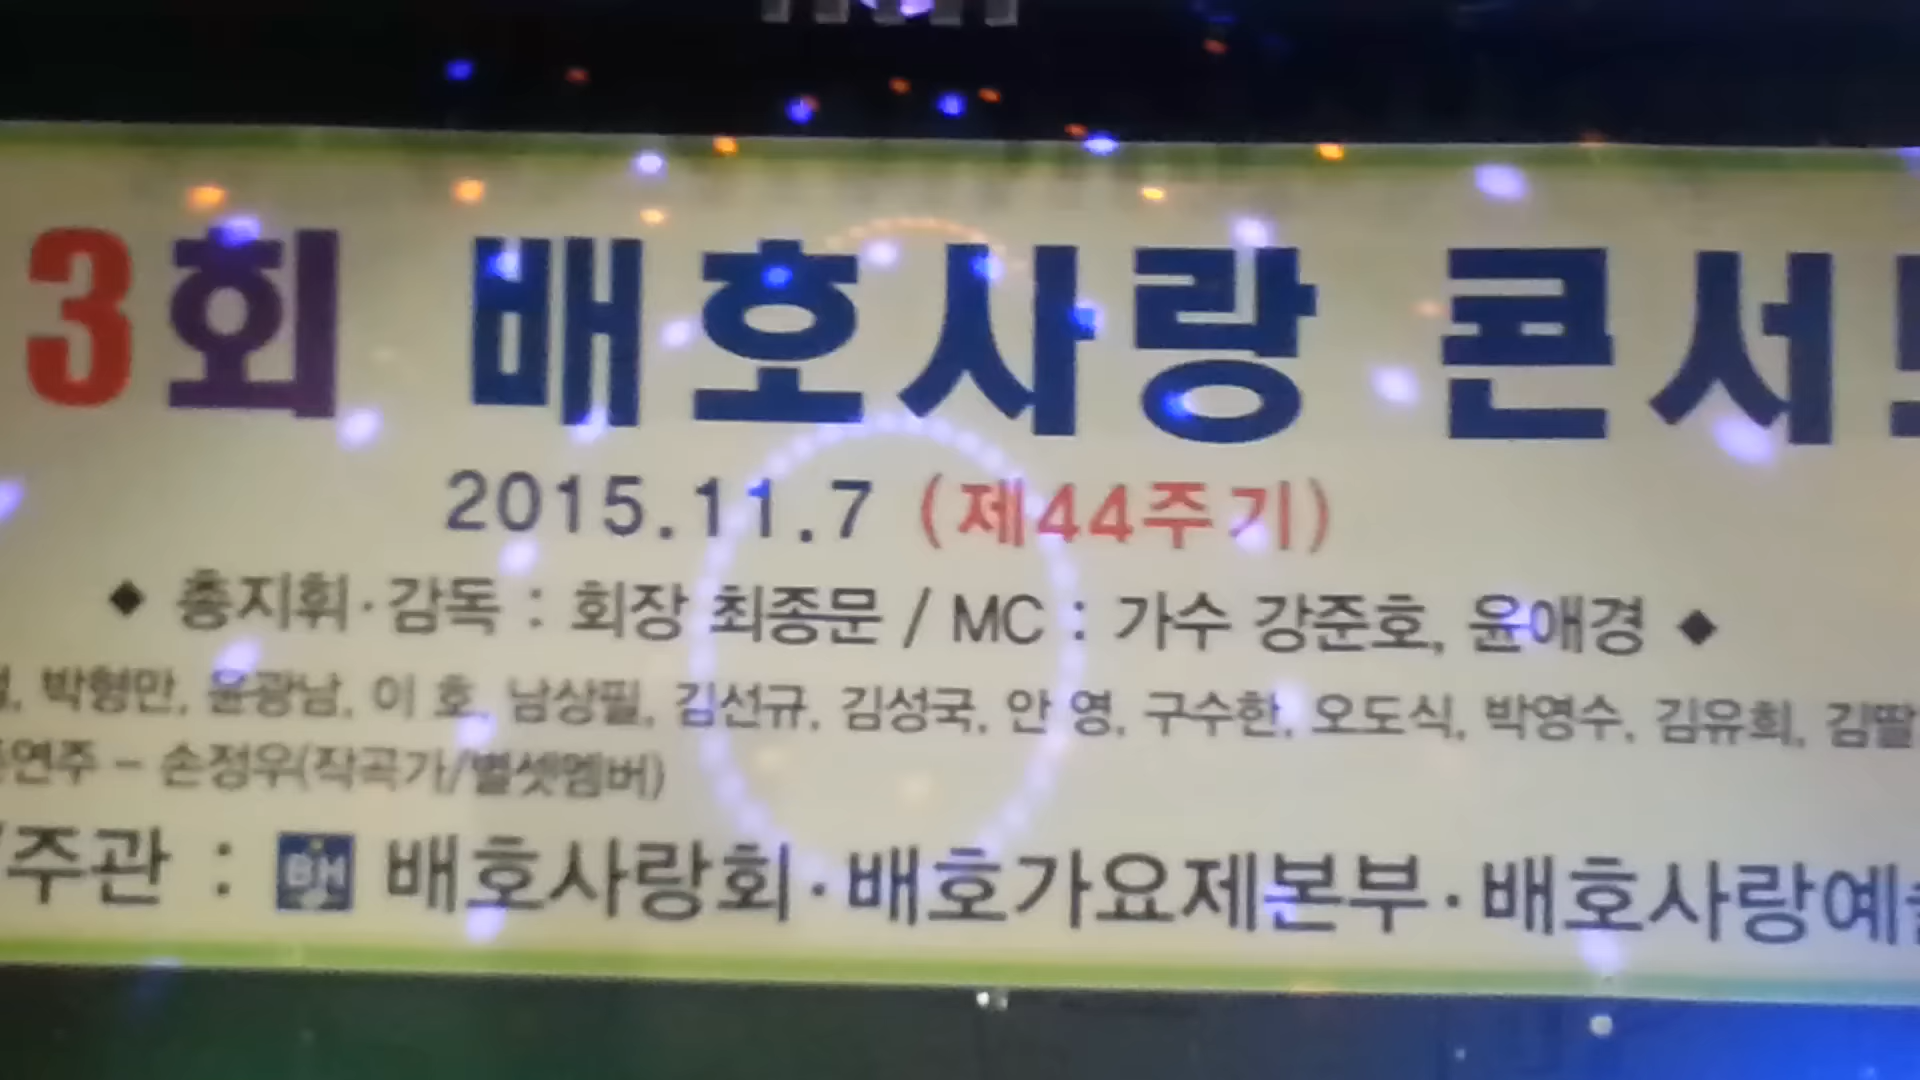 3회 배호사랑 콘서
2015.11.7 (제44주기)
◆ 총지휘·감독 : 회장 최종문 / MC : 가수 강준호, 윤애경 ◆
박형만, 윤광남, 이 호, 남상필, 김선규, 김성국, 안 영, 구수한, 오도식, 박영수, 김유희, 김딸
연주 - 손정우(작곡가/별셋멤버)
/주관 : BH 배호사랑회·배호가요제본부·배호사랑예